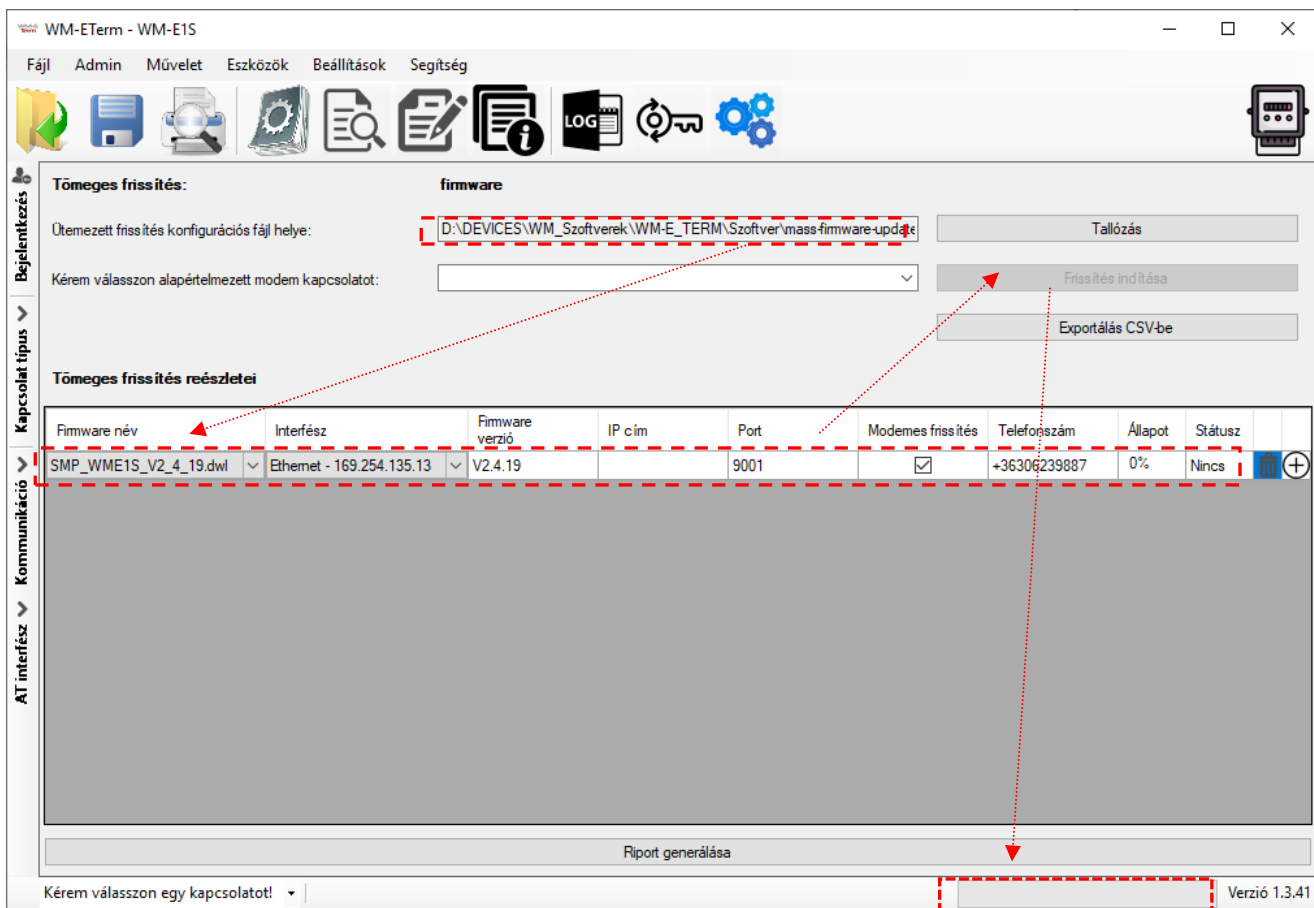 WM-ETerm - WM-E1S
Fájl Admin Művelet Eszközök Beállítások Segítség
LOG
Bejelentkezés
Kapcsolat típus
Kommunikáció
AT interfész
Tömeges frissítés: firmware
Ütemezett frissítés konfigurációs fájl helye: D:\DEVICES\WM_Szoftverek\WM-E_TERM\Szoftver\mass-firmware-update Tallózás
Kérem válasszon alapértelmezett modem kapcsolatot: Frissítés indítása
Exportálás CSV-be
Tömeges frissítés reészletei
Firmware név Interfész Firmware verzió IP cím Port Modemes frissítés Telefonszám Állapot Státusz
SMP_WME1S_V2_4_19.dwl Ethernet - 169.254.135.13 V2.4.19 9001 +36306239887 0% Nincs
Riport generálása
Kérem válasszon egy kapcsolatot! Verzió 1.3.41